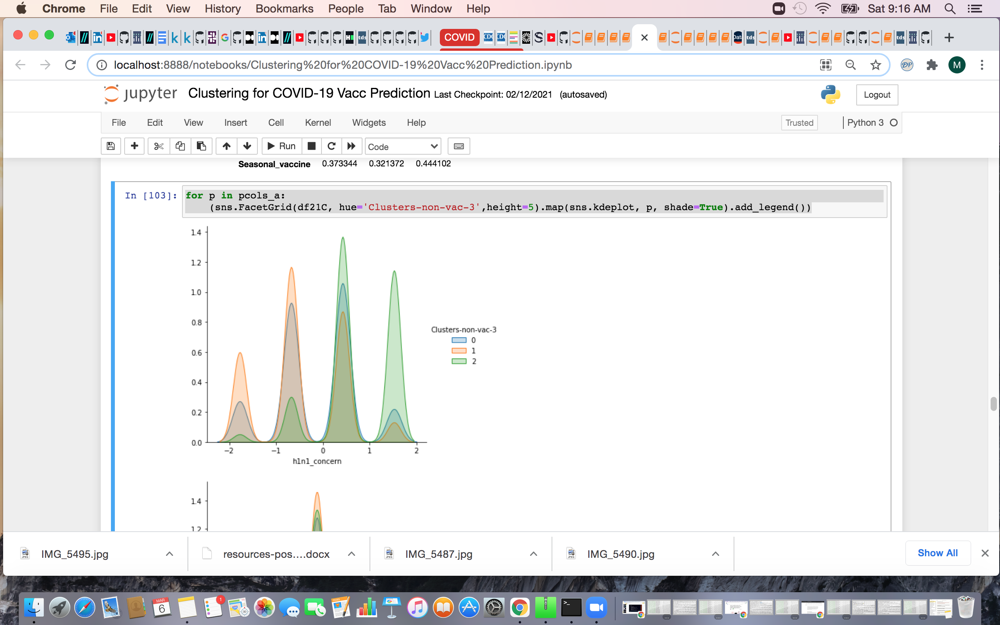 Chrome File Edit View History Bookmarks People Tab Window Help Sat 9:16 AM
COVID
localhost:8888/notebooks/Clustering%20for%20COVID-19%20Vacc%20Prediction.ipynb
M
jupyter Clustering for COVID-19 Vacc Prediction Last Checkpoint: 02/12/2021 (autosaved) Logout
File Edit View Insert Cell Kernel Widgets Help Trusted Python 3
Run Code
Seasonal_vaccine 0.373344 0.321372 0.444102
In [103]: for p in pcols_a:
(sns.FacetGrid(df21C, hue='Clusters-non-vac-3',height=5).map(sns.kdeplot, p, shade=True).add_legend())
1.4
1.2
1.0
0.8
0.6
0.4
0.2
0.0
−2 −1 0 1 2
h1n1_concern
Clusters-non-vac-3
0
1
2
1.4
1.2
IMG_5495.jpg resources-pos....docx IMG_5487.jpg IMG_5490.jpg Show All
MAR
6
1